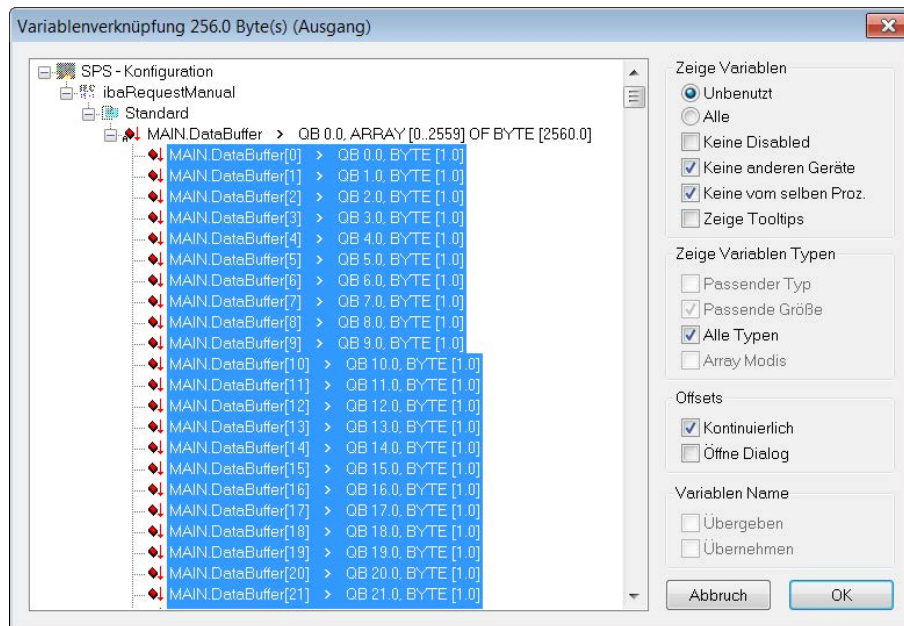 Variablenverknüpfung 256.0 Byte(s) (Ausgang)
SPS - Konfiguration
ibaRequestManual
Standard
MAIN.DataBuffer > QB 0.0, ARRAY [0..2559] OF BYTE [2560.0]
MAIN.DataBuffer[0] > QB 0.0, BYTE [1.0]
MAIN.DataBuffer[1] > QB 1.0, BYTE [1.0]
MAIN.DataBuffer[2] > QB 2.0, BYTE [1.0]
MAIN.DataBuffer[3] > QB 3.0, BYTE [1.0]
MAIN.DataBuffer[4] > QB 4.0, BYTE [1.0]
MAIN.DataBuffer[5] > QB 5.0, BYTE [1.0]
MAIN.DataBuffer[6] > QB 6.0, BYTE [1.0]
MAIN.DataBuffer[7] > QB 7.0, BYTE [1.0]
MAIN.DataBuffer[8] > QB 8.0, BYTE [1.0]
MAIN.DataBuffer[9] > QB 9.0, BYTE [1.0]
MAIN.DataBuffer[10] > QB 10.0, BYTE [1.0]
MAIN.DataBuffer[11] > QB 11.0, BYTE [1.0]
MAIN.DataBuffer[12] > QB 12.0, BYTE [1.0]
MAIN.DataBuffer[13] > QB 13.0, BYTE [1.0]
MAIN.DataBuffer[14] > QB 14.0, BYTE [1.0]
MAIN.DataBuffer[15] > QB 15.0, BYTE [1.0]
MAIN.DataBuffer[16] > QB 16.0, BYTE [1.0]
MAIN.DataBuffer[17] > QB 17.0, BYTE [1.0]
MAIN.DataBuffer[18] > QB 18.0, BYTE [1.0]
MAIN.DataBuffer[19] > QB 19.0, BYTE [1.0]
MAIN.DataBuffer[20] > QB 20.0, BYTE [1.0]
MAIN.DataBuffer[21] > QB 21.0, BYTE [1.0]
Zeige Variablen
Unbenutzt
Alle
Keine Disabled
Keine anderen Geräte
Keine vom selben Proz.
Zeige Tooltips
Zeige Variablen Typen
Passender Typ
Passende Größe
Alle Typen
Array Modis
Offsets
Kontinuierlich
Öffne Dialog
Variablen Name
Übergeben
Übernehmen
Abbruch
OK